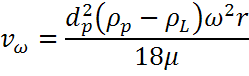 v_ω = d_p^2(ρ_p − ρ_L)ω^2r / 18μ